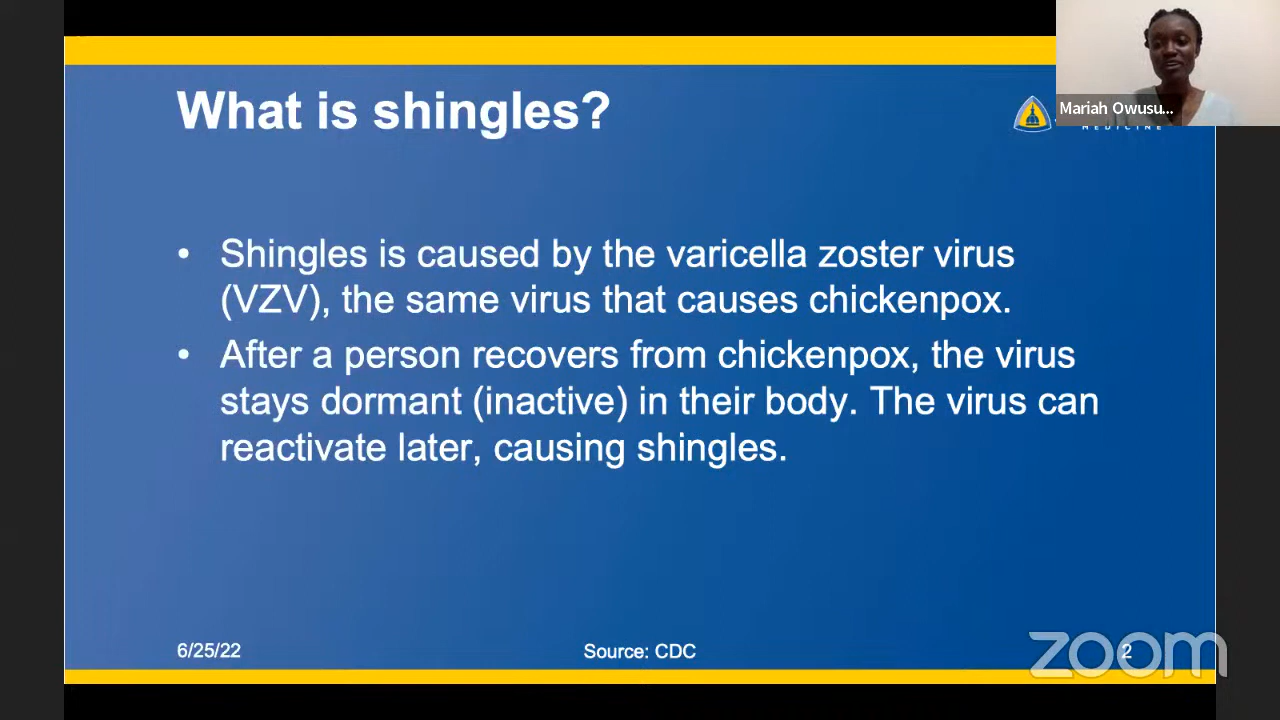 What is shingles?
Mariah Owusu...
MEDICINE
• Shingles is caused by the varicella zoster virus
(VZV), the same virus that causes chickenpox.
• After a person recovers from chickenpox, the virus
stays dormant (inactive) in their body. The virus can
reactivate later, causing shingles.
6/25/22
Source: CDC
2
zoom